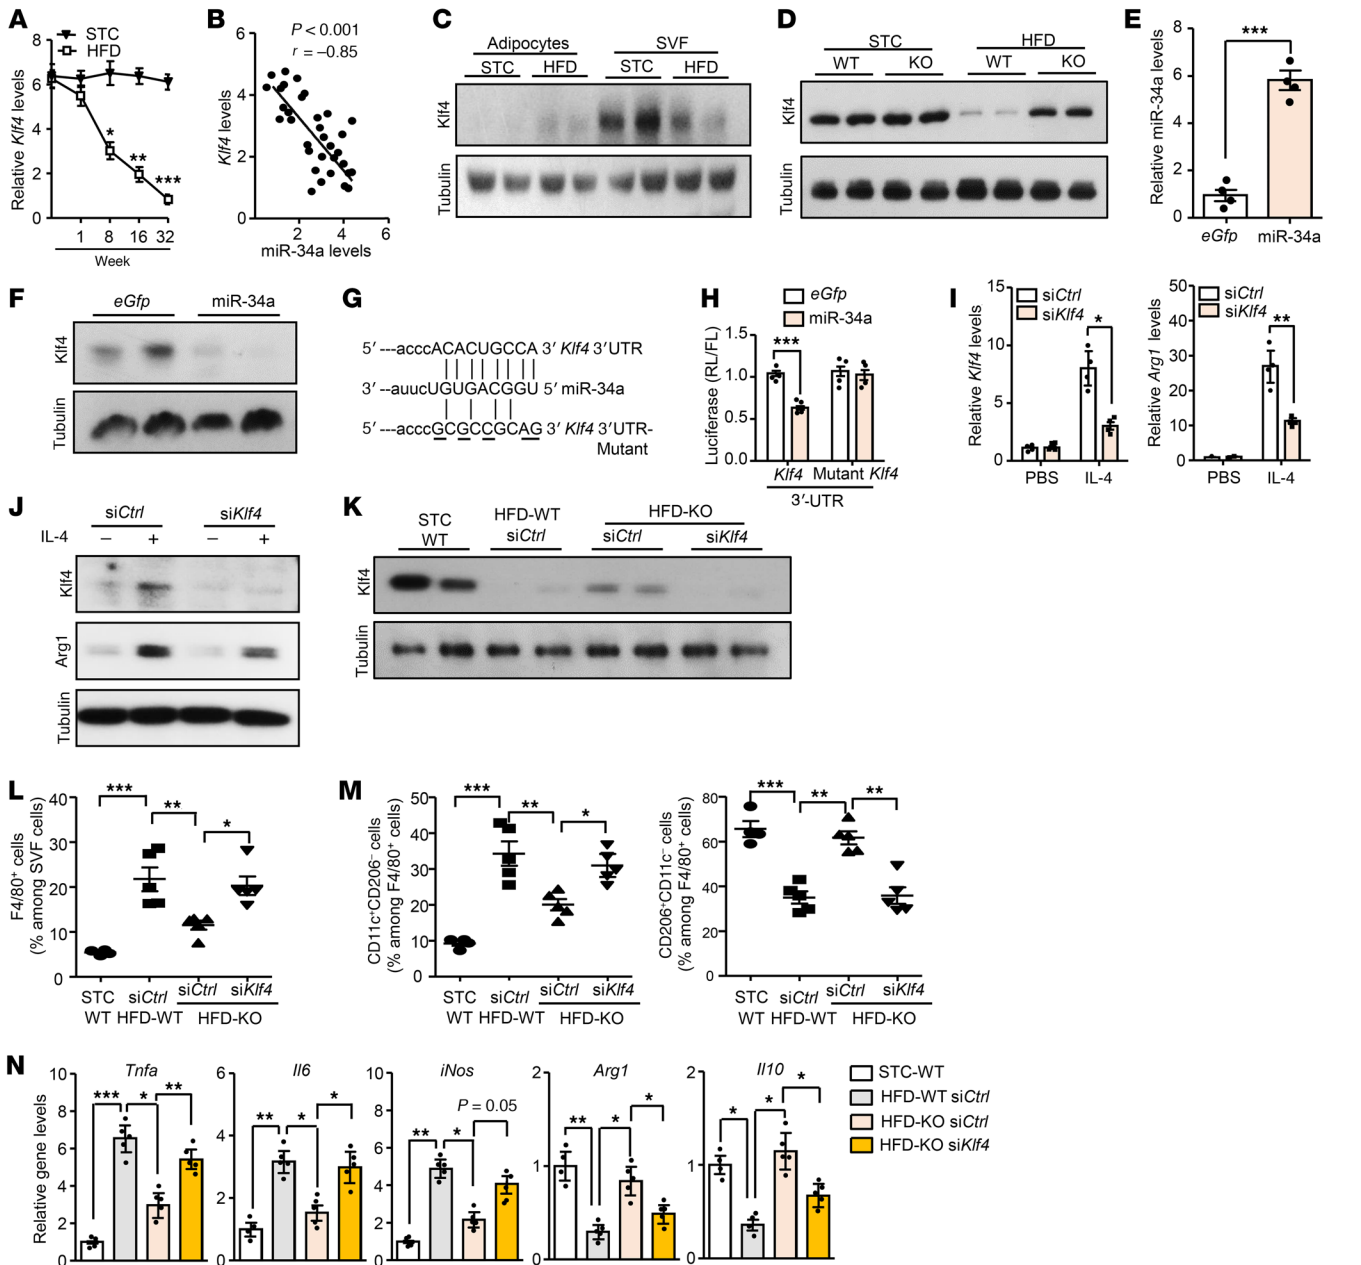 A
STC
HFD
Relative Klf4 levels
8
6
4
2
0
*
**
***
1 8 16 32
Week
B
P < 0.001
r = –0.85
Klf4 levels
6
4
2
0
2 4 6
miR-34a levels
C
Adipocytes SVF
STC HFD STC HFD
Klf4
Tubulin
D
STC HFD
WT KO WT KO
Klf4
Tubulin
E
Relative miR-34a levels
8
6
4
2
0
***
eGfp miR-34a
F
eGfp miR-34a
Klf4
Tubulin
G
5′ ---acccACACUGCCA 3′ Klf4 3′UTR
3′ --auucUGUGACGGU 5′ miR-34a
5′ ---acccGCGCCGCAG 3′ Klf4 3′UTR-
Mutant
H
eGfp
miR-34a
Luciferase (RL/FL)
1.5
1.0
0.5
0.0
***
Klf4 Mutant Klf4
3′-UTR
I
siCtrl
siKlf4
Relative Klf4 levels
15
10
5
0
*
PBS IL-4
siCtrl
siKlf4
Relative Arg1 levels
50
40
30
20
10
0
**
PBS IL-4
J
siCtrl siKlf4
IL-4 – + – +
Klf4
Arg1
Tubulin
K
STC HFD-WT HFD-KO
WT siCtrl siCtrl siKlf4
Klf4
Tubulin
L
F4/80+ cells
(% among SVF cells)
40
30
20
10
0
*** ** *
STC siCtrl siCtrl siKlf4
WT HFD-WT HFD-KO
M
CD11c+CD206– cells
(% among F4/80+ cells)
50
40
30
20
10
0
*** ** *
STC siCtrl siCtrl siKlf4
WT HFD-WT HFD-KO
CD206+CD11c– cells
(% among F4/80+ cells)
80
60
40
20
0
*** ** **
STC siCtrl siCtrl siKlf4
WT HFD-WT HFD-KO
N
Relative gene levels
Tnfa
10
8
6
4
2
0
*** * **
Il6
6
4
2
0
** * *
iNos
10
8
6
4
2
0
P = 0.05
** *
Arg1
2
1
0
** * *
Il10
2
1
0
* * *
STC-WT
HFD-WT siCtrl
HFD-KO siCtrl
HFD-KO siKlf4